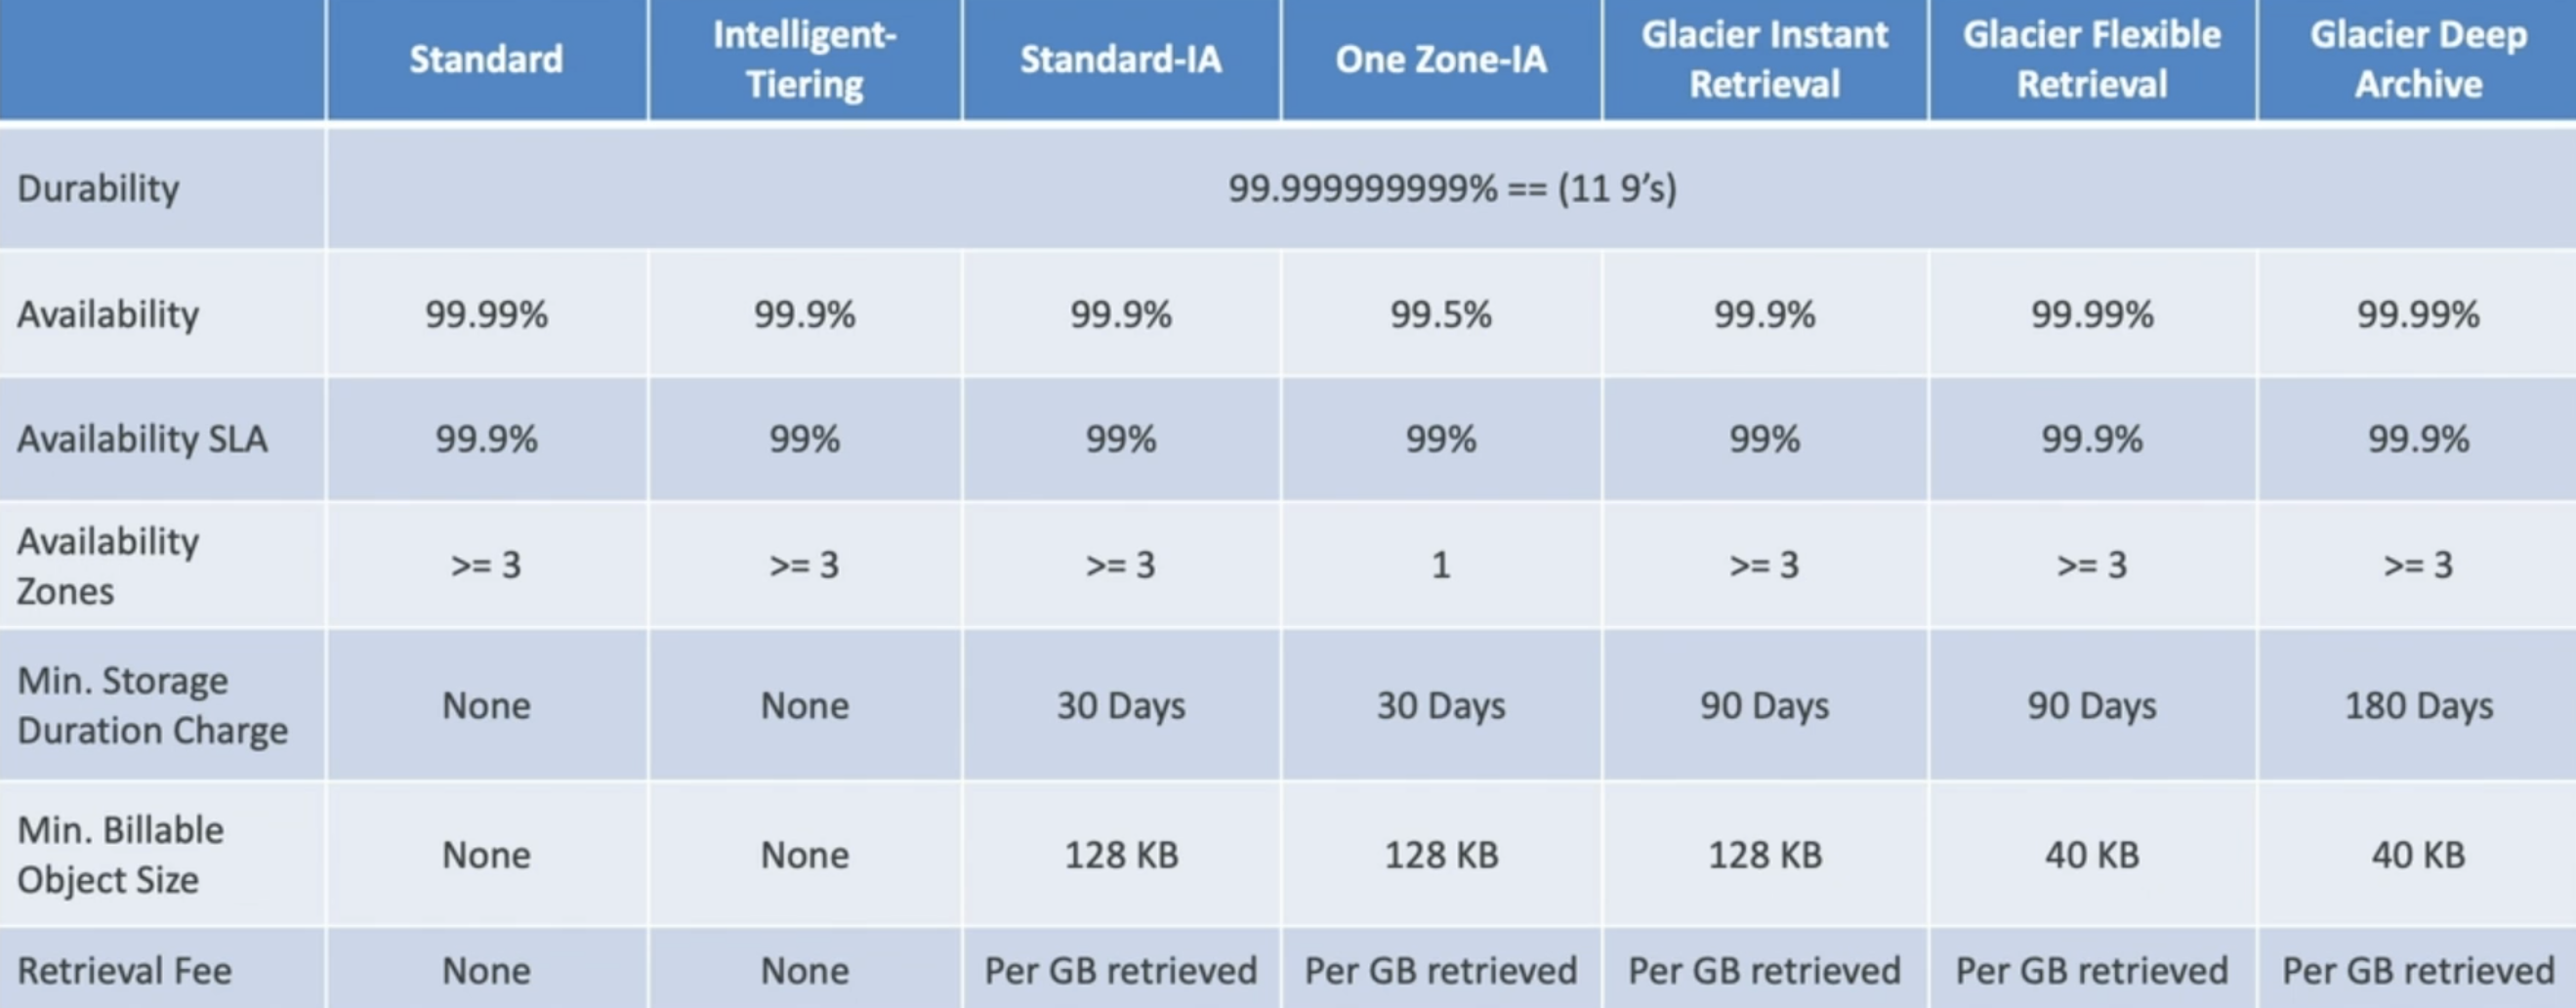 Standard Intelligent-Tiering Standard-IA One Zone-IA Glacier Instant Retrieval Glacier Flexible Retrieval Glacier Deep Archive
Durability 99.999999999% == (11 9’s)
Availability 99.99% 99.9% 99.9% 99.5% 99.9% 99.99% 99.99%
Availability SLA 99.9% 99% 99% 99% 99% 99.9% 99.9%
Availability Zones >= 3 >= 3 >= 3 1 >= 3 >= 3 >= 3
Min. Storage Duration Charge None None 30 Days 30 Days 90 Days 90 Days 180 Days
Min. Billable Object Size None None 128 KB 128 KB 128 KB 40 KB 40 KB
Retrieval Fee None None Per GB retrieved Per GB retrieved Per GB retrieved Per GB retrieved Per GB retrieved